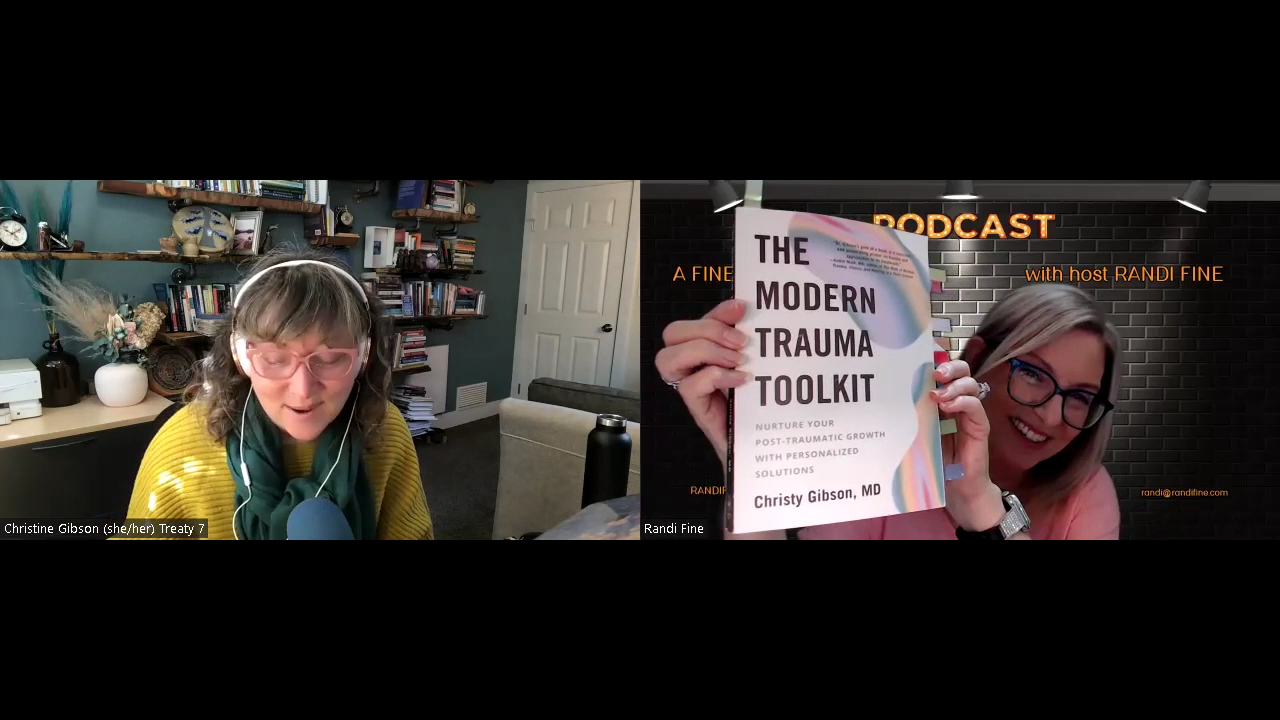 PODCAST
A FINE
with host RANDI FINE
THE
MODERN
TRAUMA
TOOLKIT
NURTURE YOUR
POST-TRAUMATIC GROWTH
WITH PERSONALIZED
SOLUTIONS
Christy Gibson, MD
RANDIF
randi@randifine.com
Christine Gibson (she/her) Treaty 7
Randi Fine